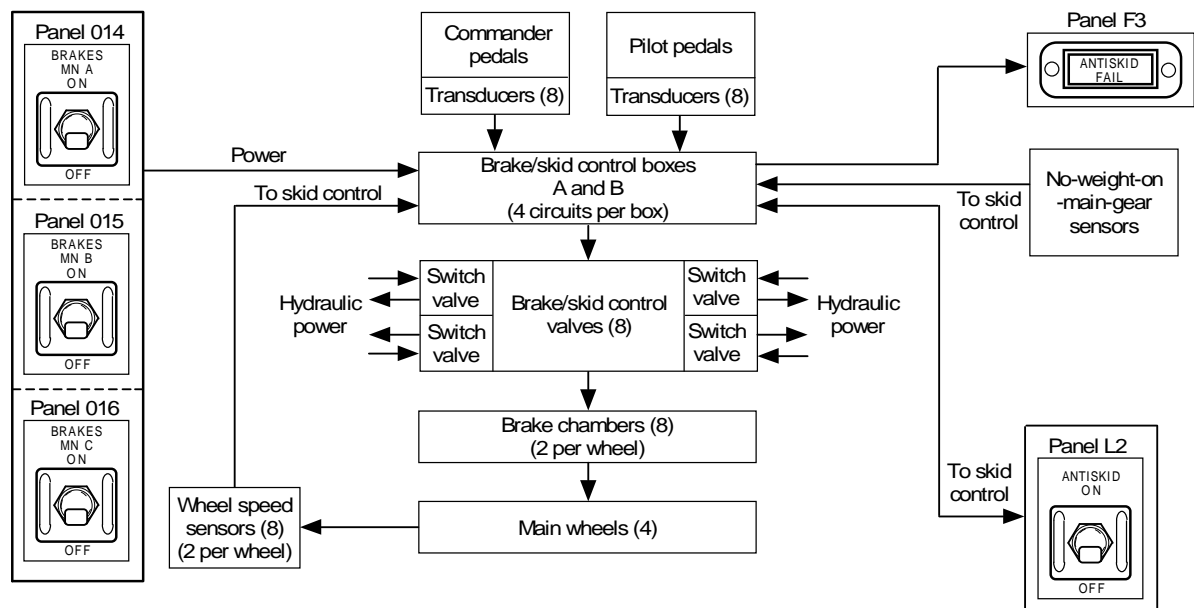 Panel 014
BRAKES
MN A
ON
OFF
Panel 015
BRAKES
MN B
ON
OFF
Panel 016
BRAKES
MN C
ON
OFF
Commander
pedals
Transducers (8)
Pilot pedals
Transducers (8)
Panel F3
ANTISKID
FAIL
Power
To skid control
Brake/skid control boxes
A and B
(4 circuits per box)
To skid
control
No-weight-on
-main-gear
sensors
Hydraulic
power
Switch
valve
Switch
valve
Brake/skid control
valves (8)
Switch
valve
Switch
valve
Hydraulic
power
Brake chambers (8)
(2 per wheel)
Wheel speed
sensors (8)
(2 per wheel)
Main wheels (4)
To skid
control
Panel L2
ANTISKID
ON
OFF